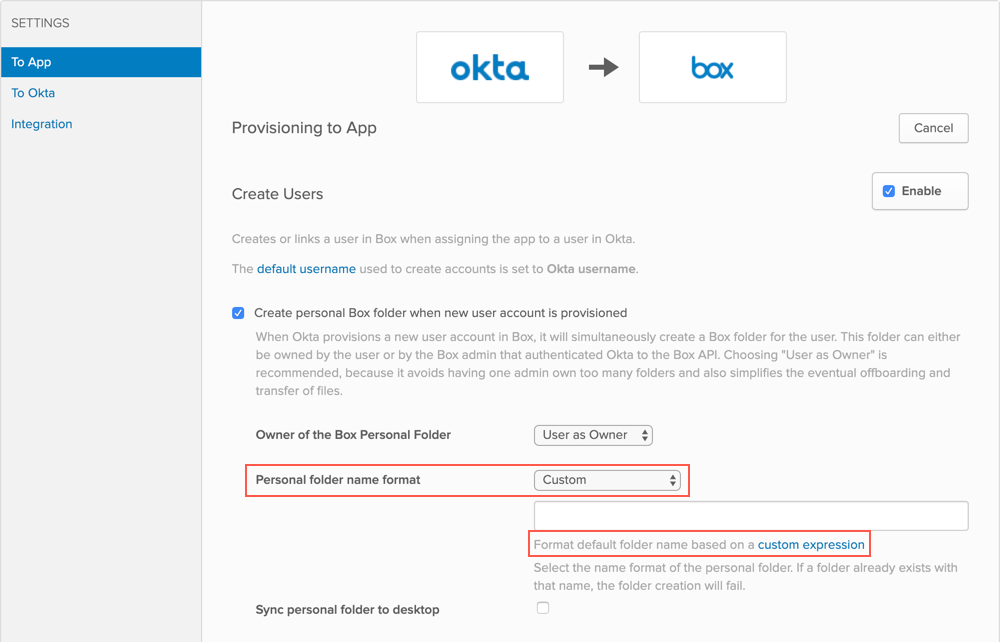 SETTINGS
To App
To Okta
Integration
okta
box
Provisioning to App
Cancel
Create Users
Enable
Creates or links a user in Box when assigning the app to a user in Okta.
The default username used to create accounts is set to Okta username.
Create personal Box folder when new user account is provisioned
When Okta provisions a new user account in Box, it will simultaneously create a Box folder for the user. This folder can either
be owned by the user or by the Box admin that authenticated Okta to the Box API. Choosing "User as Owner" is
recommended, because it avoids having one admin own too many folders and also simplifies the eventual offboarding and
transfer of files.
Owner of the Box Personal Folder
User as Owner
Personal folder name format
Custom
Format default folder name based on a custom expression
Select the name format of the personal folder. If a folder already exists with
that name, the folder creation will fail.
Sync personal folder to desktop